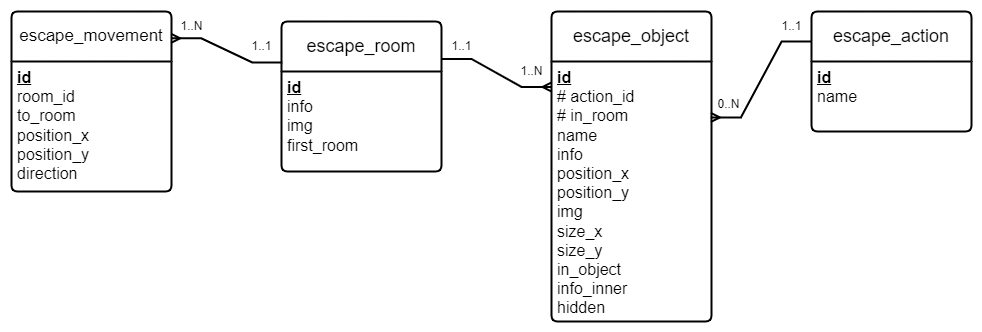 escape_movement
id
room_id
to_room
position_x
position_y
direction
1..N
1..1
escape_room
id
info
img
first_room
1..1
1..N
escape_object
id
# action_id
# in_room
name
info
position_x
position_y
img
size_x
size_y
in_object
info_inner
hidden
0..N
1..1
escape_action
id
name